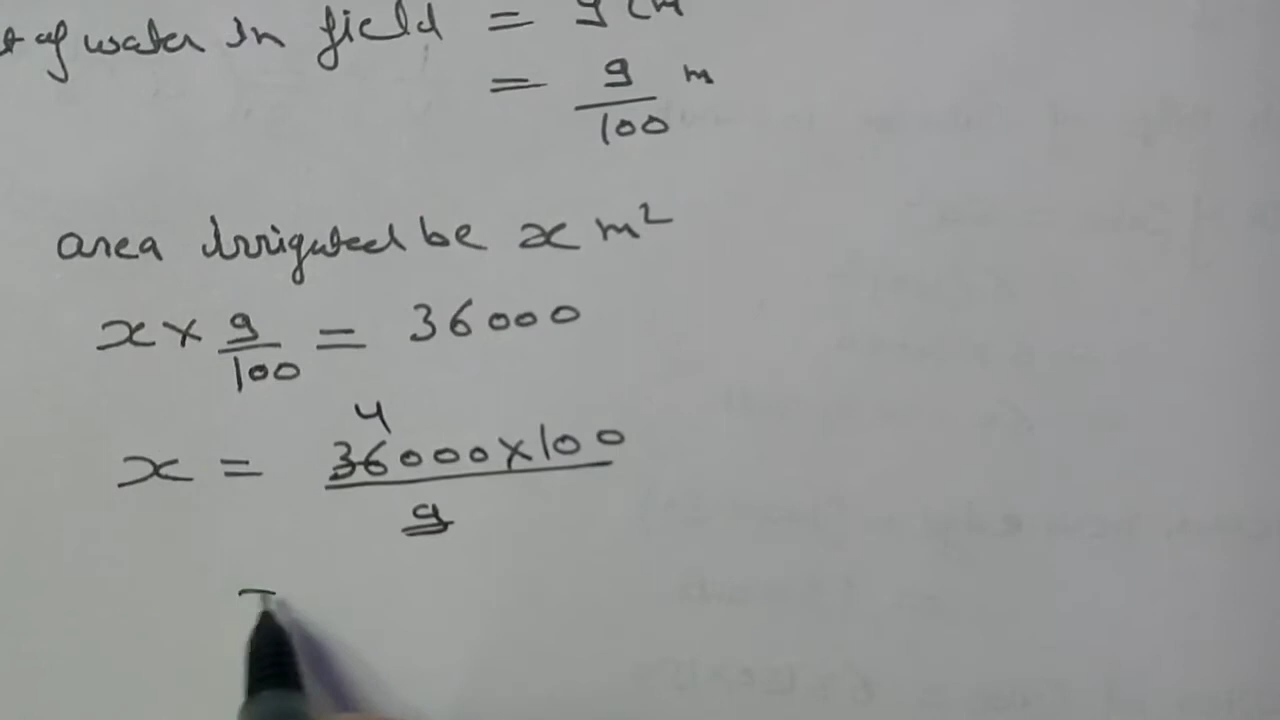 of water in field = 9 cm
= 9/100 m
area irrigated be x m²
x × 9/100 = 36000
4
x = 36000×100/9